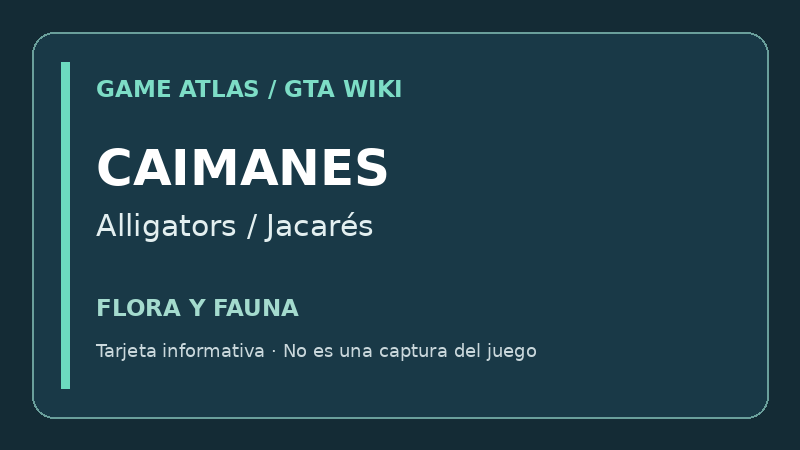 GAME ATLAS / GTA WIKI
CAIMANES
Alligators / Jacarés
FLORA Y FAUNA
Tarjeta informativa · No es una captura del juego